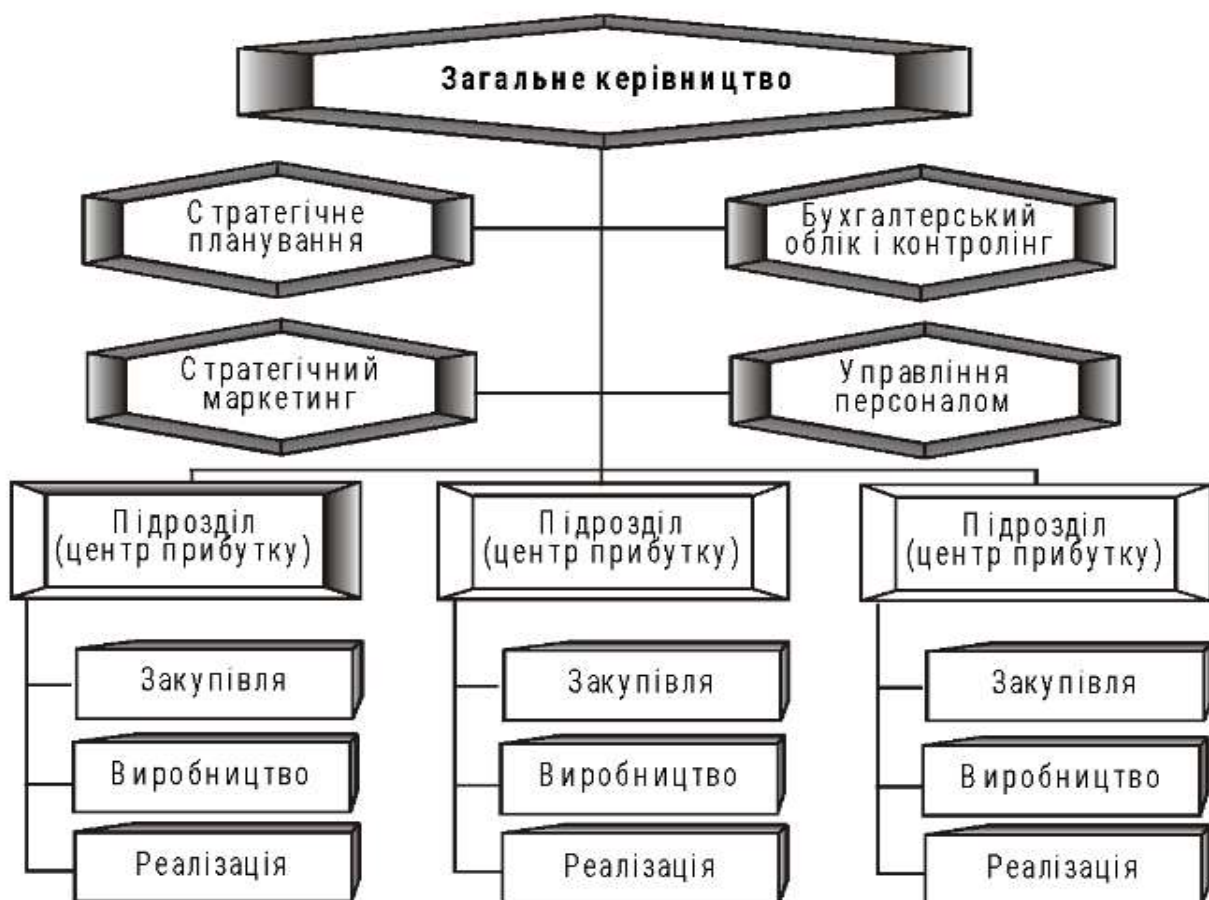 Загальне керівництво
Стратегічне
планування
Бухгалтерський
облік і контролінг
Стратегічний
маркетинг
Управління
персоналом
Підрозділ
(центр прибутку)
Підрозділ
(центр прибутку)
Підрозділ
(центр прибутку)
Закупівля
Закупівля
Закупівля
Виробництво
Виробництво
Виробництво
Реалізація
Реалізація
Реалізація